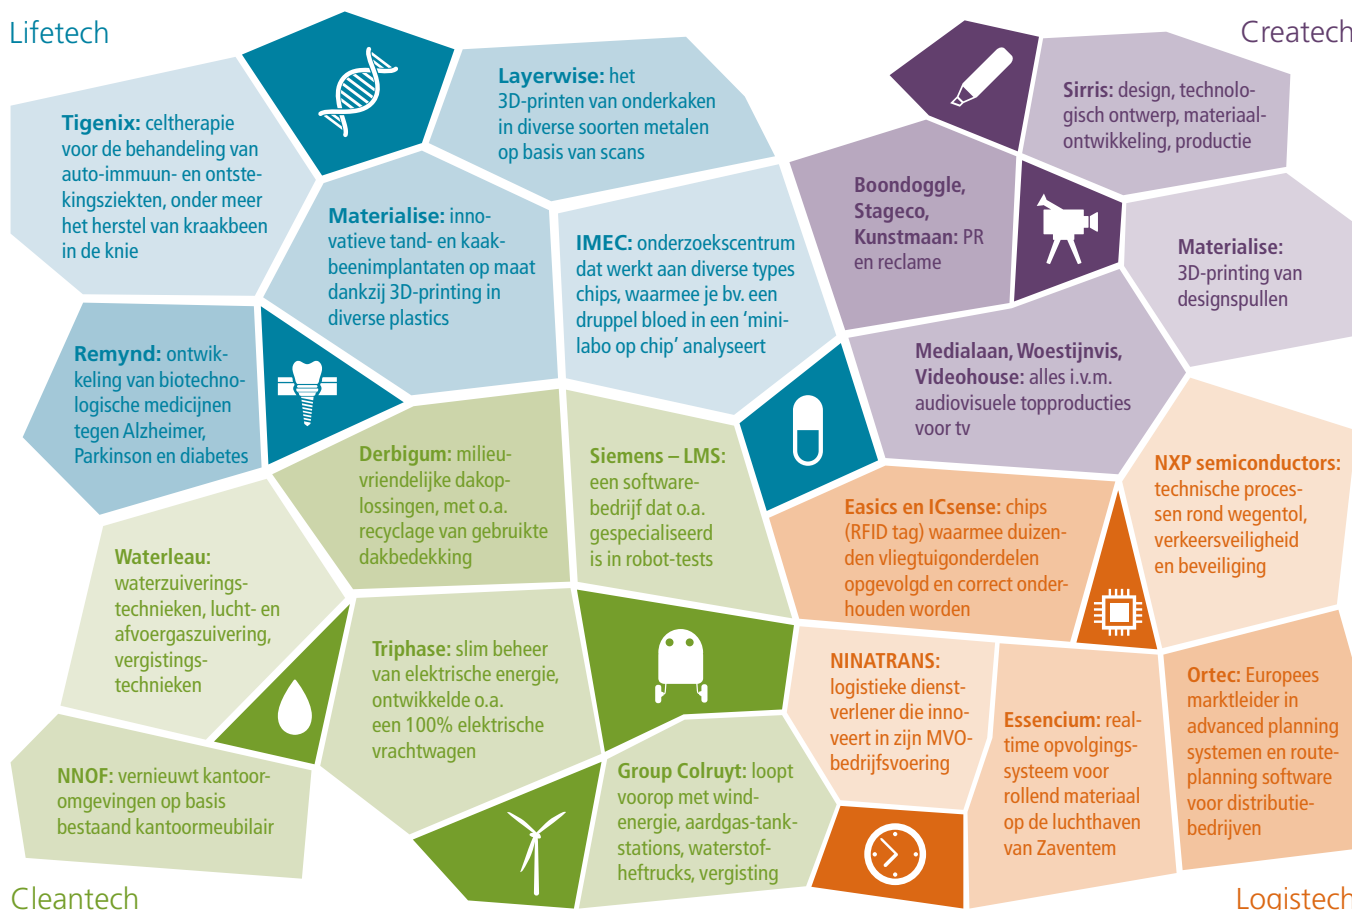 Lifetech
Createch
Tigenix: celtherapie
voor de behandeling van
auto-immuun- en ontste-
kingsziekten, onder meer
het herstel van kraakbeen
in de knie
Layerwise: het
3D-printen van onderkaken
in diverse soorten metalen
op basis van scans
Materialise: inno-
vatieve tand- en kaak-
beenimplantaten op maat
dankzij 3D-printing in
diverse plastics
IMEC: onderzoekscentrum
dat werkt aan diverse types
chips, waarmee je bv. een
druppel bloed in een ‘mini-
labo op chip’ analyseert
Remynd: ontwik-
keling van biotechno-
logische medicijnen
tegen Alzheimer,
Parkinson en diabetes
Sirris: design, technolo-
gisch ontwerp, materiaal-
ontwikkeling, productie
Boondoggle,
Stageco,
Kunstmaan: PR
en reclame
Materialise:
3D-printing van
designspullen
Medialaan, Woestijnvis,
Videohouse: alles i.v.m.
audiovisuele topproducties
voor tv
Derbigum: milieu-
vriendelijke dakop-
lossingen, met o.a.
recyclage van gebruikte
dakbedekking
Siemens – LMS:
een software-
bedrijf dat o.a.
gespecialiseerd
is in robot-tests
Waterleau:
waterzuiverings-
technieken, lucht- en
afvoergaszuivering,
vergistings-
technieken
Triphase: slim beheer
van elektrische energie,
ontwikkelde o.a.
een 100% elektrische
vrachtwagen
NNOF: vernieuwt kantoor-
omgevingen op basis
bestaand kantoormeubilair
Group Colruyt: loopt
voorop met wind-
energie, aardgas-tank-
stations, waterstof-
heftrucks, vergisting
Easics en ICsense: chips
(RFID tag) waarmee duizen-
den vliegtuigonderdelen
opgevolgd en correct onder-
houden worden
NXP semiconductors:
technische proces-
sen rond wegentol,
verkeersveiligheid
en beveiliging
NINATRANS:
logistieke dienst-
verlener die inno-
veert in zijn MVO-
bedrijfsvoering
Essencium: real-
time opvolgings-
systeem voor
rollend materiaal
op de luchthaven
van Zaventem
Ortec: Europees
marktleider in
advanced planning
systemen en route-
planning software
voor distributie-
bedrijven
Cleantech
Logistech